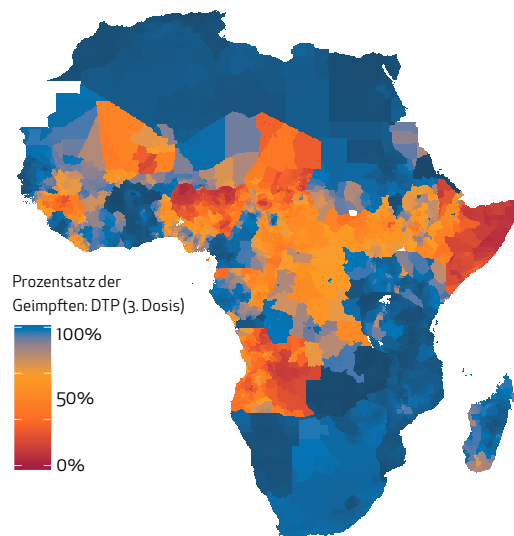 Prozentsatz der
Geimpften: DTP (3. Dosis)
100%
50%
0%